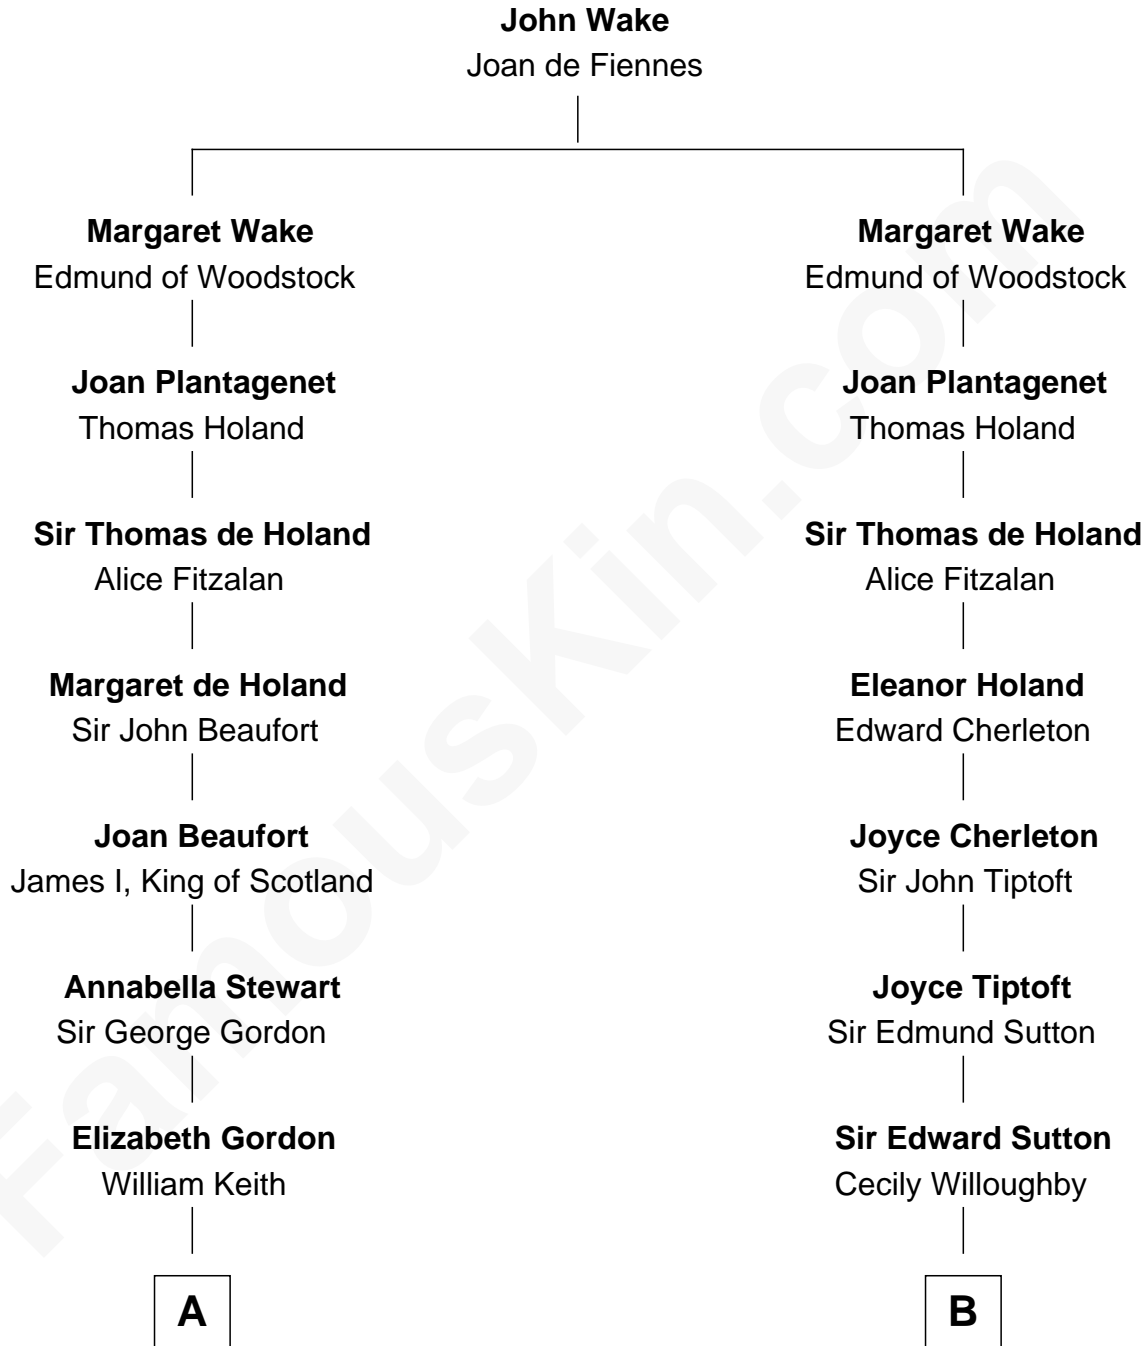 John Wake
Joan de Fiennes
Margaret Wake
Edmund of Woodstock
Joan Plantagenet
Thomas Holand
Sir Thomas de Holand
Alice Fitzalan
Margaret de Holand
Sir John Beaufort
Joan Beaufort
James I, King of Scotland
Annabella Stewart
Sir George Gordon
Elizabeth Gordon
William Keith
A
Margaret Wake
Edmund of Woodstock
Joan Plantagenet
Thomas Holand
Sir Thomas de Holand
Alice Fitzalan
Eleanor Holand
Edward Cherleton
Joyce Cherleton
Sir John Tiptoft
Joyce Tiptoft
Sir Edmund Sutton
Sir Edward Sutton
Cecily Willoughby
B
FamousKin.com